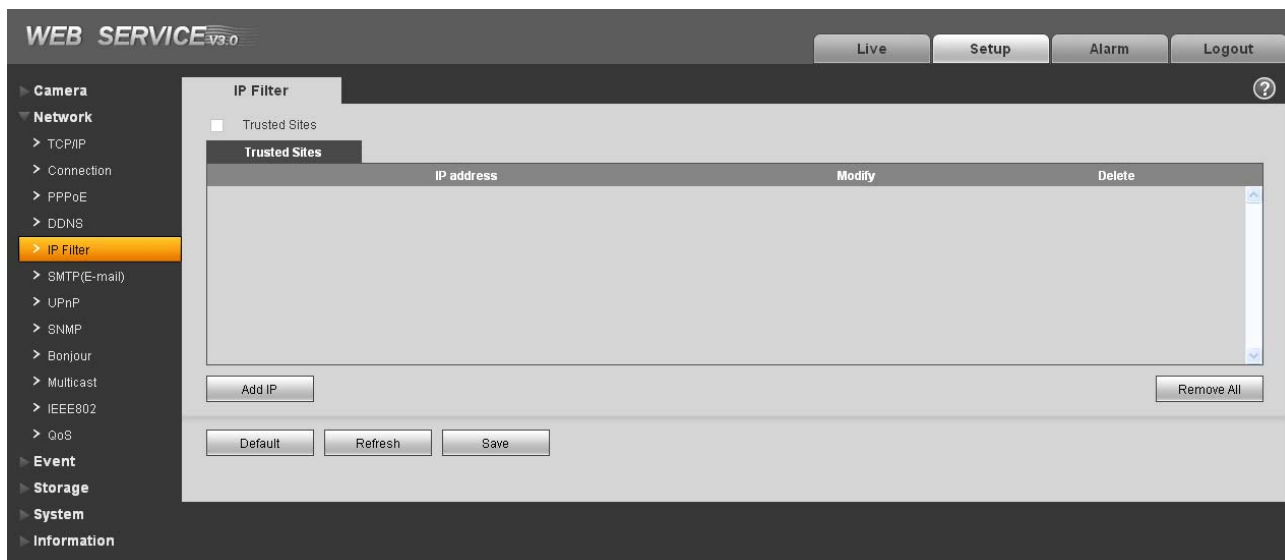 WEB SERVICE V3.0
Live Setup Alarm Logout
Camera
Network
TCP/IP
Connection
PPPoE
DDNS
IP Filter
SMTP(E-mail)
UPnP
SNMP
Bonjour
Multicast
IEEE802
QoS
Event
Storage
System
Information
IP Filter
?
Trusted Sites
Trusted Sites
IP address Modify Delete
Add IP Remove All
Default Refresh Save